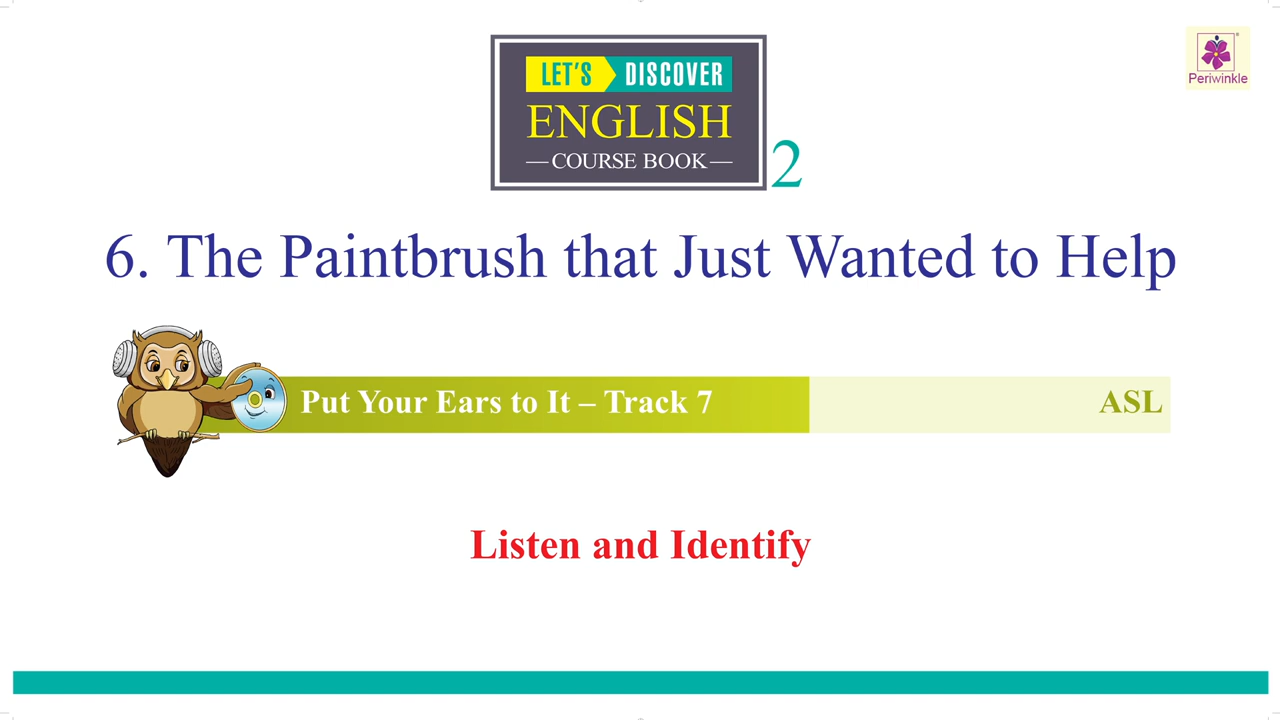 LET'S DISCOVER
ENGLISH
—COURSE BOOK—
2
Periwinkle
6. The Paintbrush that Just Wanted to Help
Put Your Ears to It – Track 7
ASL
Listen and Identify